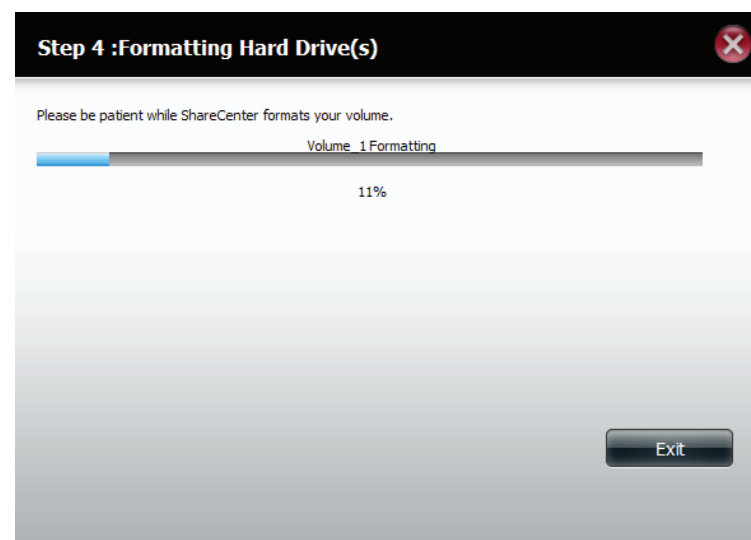 Step 4 :Formatting Hard Drive(s)
Please be patient while ShareCenter formats your volume.
Volume_1 Formatting
11%
Exit